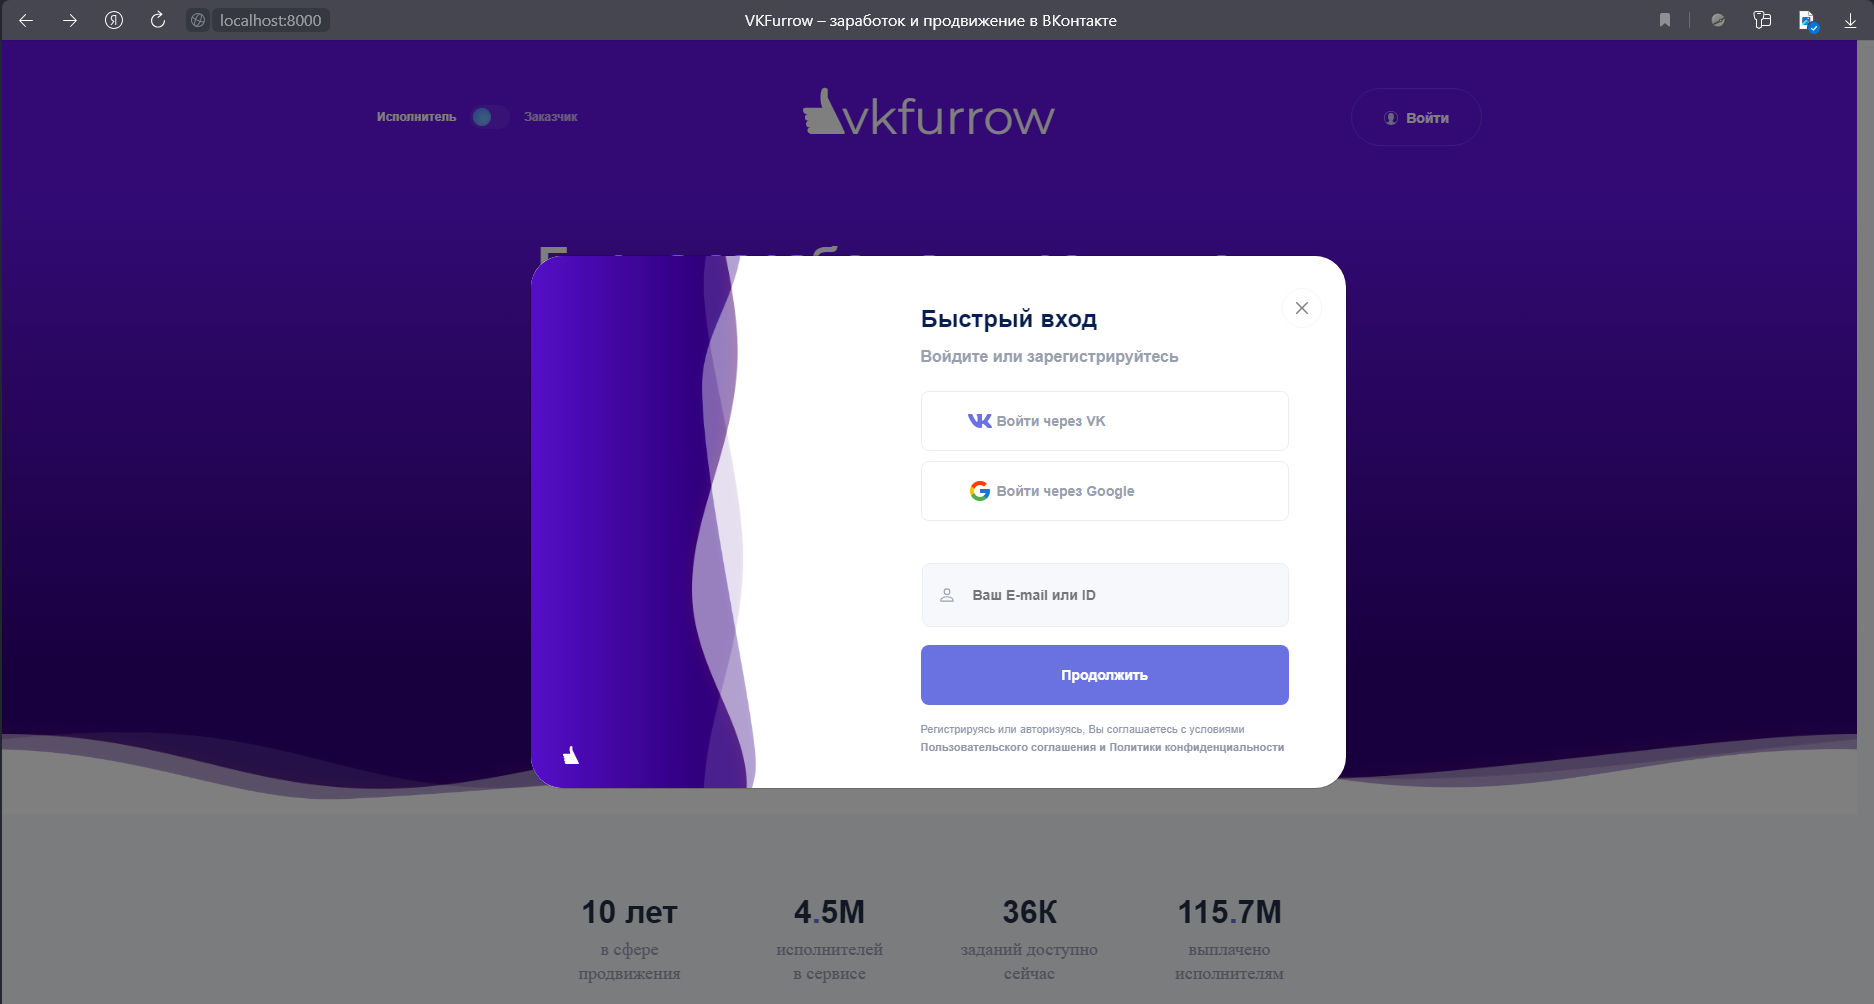 localhost:8000
VKFurrow – заработок и продвижение в ВКонтакте
Исполнитель
Заказчик
vkfurrow
Войти
Быстрый вход
Войдите или зарегистрируйтесь
Войти через VK
Войти через Google
Ваш E-mail или ID
Продолжить
Регистрируясь или авторизуясь, Вы соглашаетесь с условиями
Пользовательского соглашения и Политики конфиденциальности
10 лет
в сфере
продвижения
4.5M
исполнителей
в сервисе
36K
заданий доступно
сейчас
115.7M
выплачено
исполнителям